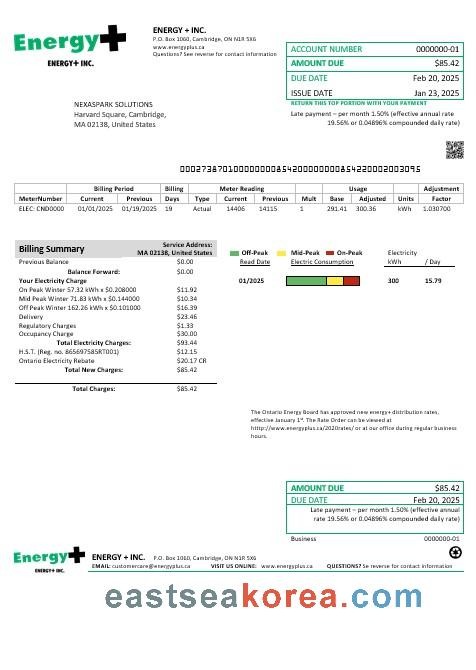 Energy+
ENERGY+ INC.
ENERGY + INC.
P.O. Box 1060, Cambridge, ON N1R 5X6
www.energyplus.ca
Questions? See reverse for contact information
ACCOUNT NUMBER 0000000-01
AMOUNT DUE $85.42
DUE DATE Feb 20, 2025
ISSUE DATE Jan 23, 2025
RETURN THIS TOP PORTION WITH YOUR PAYMENT
Late payment – per month 1.50% (effective annual rate
19.56% or 0.04896% compounded daily rate)
NEXASPARK SOLUTIONS
Harvard Square, Cambridge,
MA 02138, United States
Billing Period Billing Meter Reading Usage Adjustment
MeterNumber Current Previous Days Type Current Previous Mult Base Adjusted Units Factor
ELEC: CND0000 01/01/2025 01/19/2025 19 Actual 14406 14115 1 291.41 300.36 kWh 1.030700
Billing Summary
Service Address:
MA 02138, United States
Previous Balance $0.00
Balance Forward: $0.00
Your Electricity Charge
On Peak Winter 57.32 kWh x $0.208000 $11.92
Mid Peak Winter 71.83 kWh x $0.144000 $10.34
Off Peak Winter 162.26 kWh x $0.101000 $16.39
Delivery $23.46
Regulatory Charges $1.33
Occupancy Charge $30.00
Total Electricity Charges: $93.44
H.S.T. (Reg. no. 865697585RT001) $12.15
Ontario Electricity Rebate $20.17 CR
Total New Charges: $85.42
Total Charges: $85.42
Off-Peak Mid-Peak On-Peak Electricity
Read Date Electric Consumption kWh / Day
01/2025 300 15.79
The Ontario Energy Board has approved new energy+ distribution rates,
effective January 1st. The Rate Order can be viewed at
http://www.energyplus.ca/2020rates/ or at our office during regular business
hours.
AMOUNT DUE $85.42
DUE DATE Feb 20, 2025
Late payment – per month 1.50% (effective annual
rate 19.56% or 0.04896% compounded daily rate)
Business 0000000-01
Energy+
ENERGY+ INC.
ENERGY + INC. P.O. Box 1060, Cambridge, ON N1R 5X6
EMAIL: customercare@energyplus.ca VISIT US ONLINE: www.energyplus.ca QUESTIONS? See reverse for contact information
eastseakorea.com